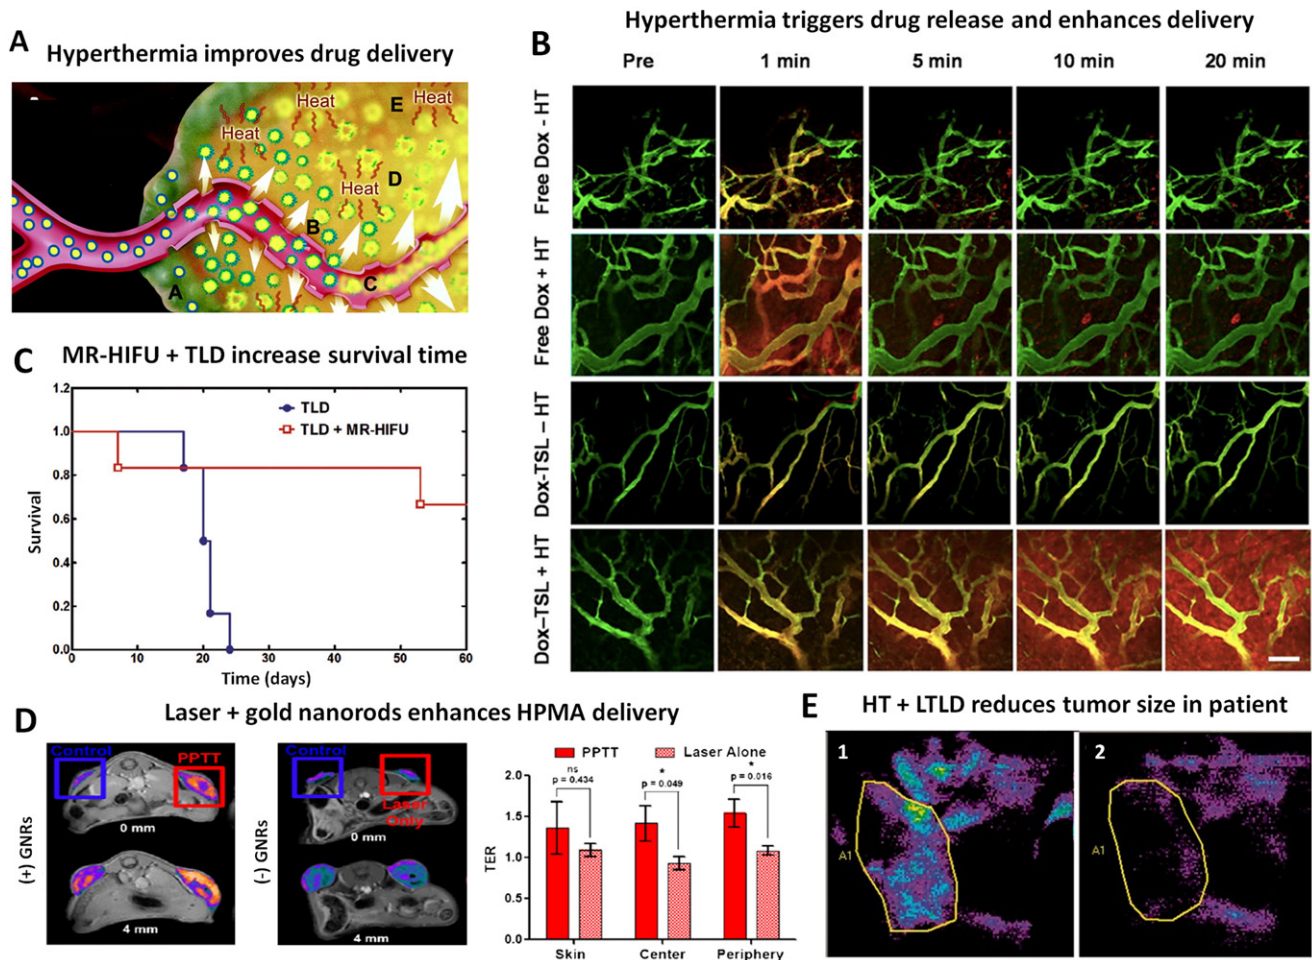 A
Hyperthermia improves drug delivery
Heat
Heat
Heat
Heat
E
D
B
C
A
B
Hyperthermia triggers drug release and enhances delivery
Pre
1 min
5 min
10 min
20 min
Free Dox - HT
Free Dox + HT
Dox-TSL – HT
Dox–TSL + HT
C
MR-HIFU + TLD increase survival time
TLD
TLD + MR-HIFU
Survival
1.2
1.0
0.8
0.6
0.4
0.2
0.0
0
10
20
30
40
50
60
Time (days)
D
Laser + gold nanorods enhances HPMA delivery
(+) GNRs
Control
PPTT
0 mm
4 mm
(-) GNRs
Control
Laser
Only
0 mm
4 mm
PPTT
Laser Alone
TER
2.0
1.5
1.0
0.5
0.0
ns
p = 0.434
*
p = 0.049
*
p = 0.016
Skin
Center
Periphery
E
HT + LTLD reduces tumor size in patient
1
A1
2
A1